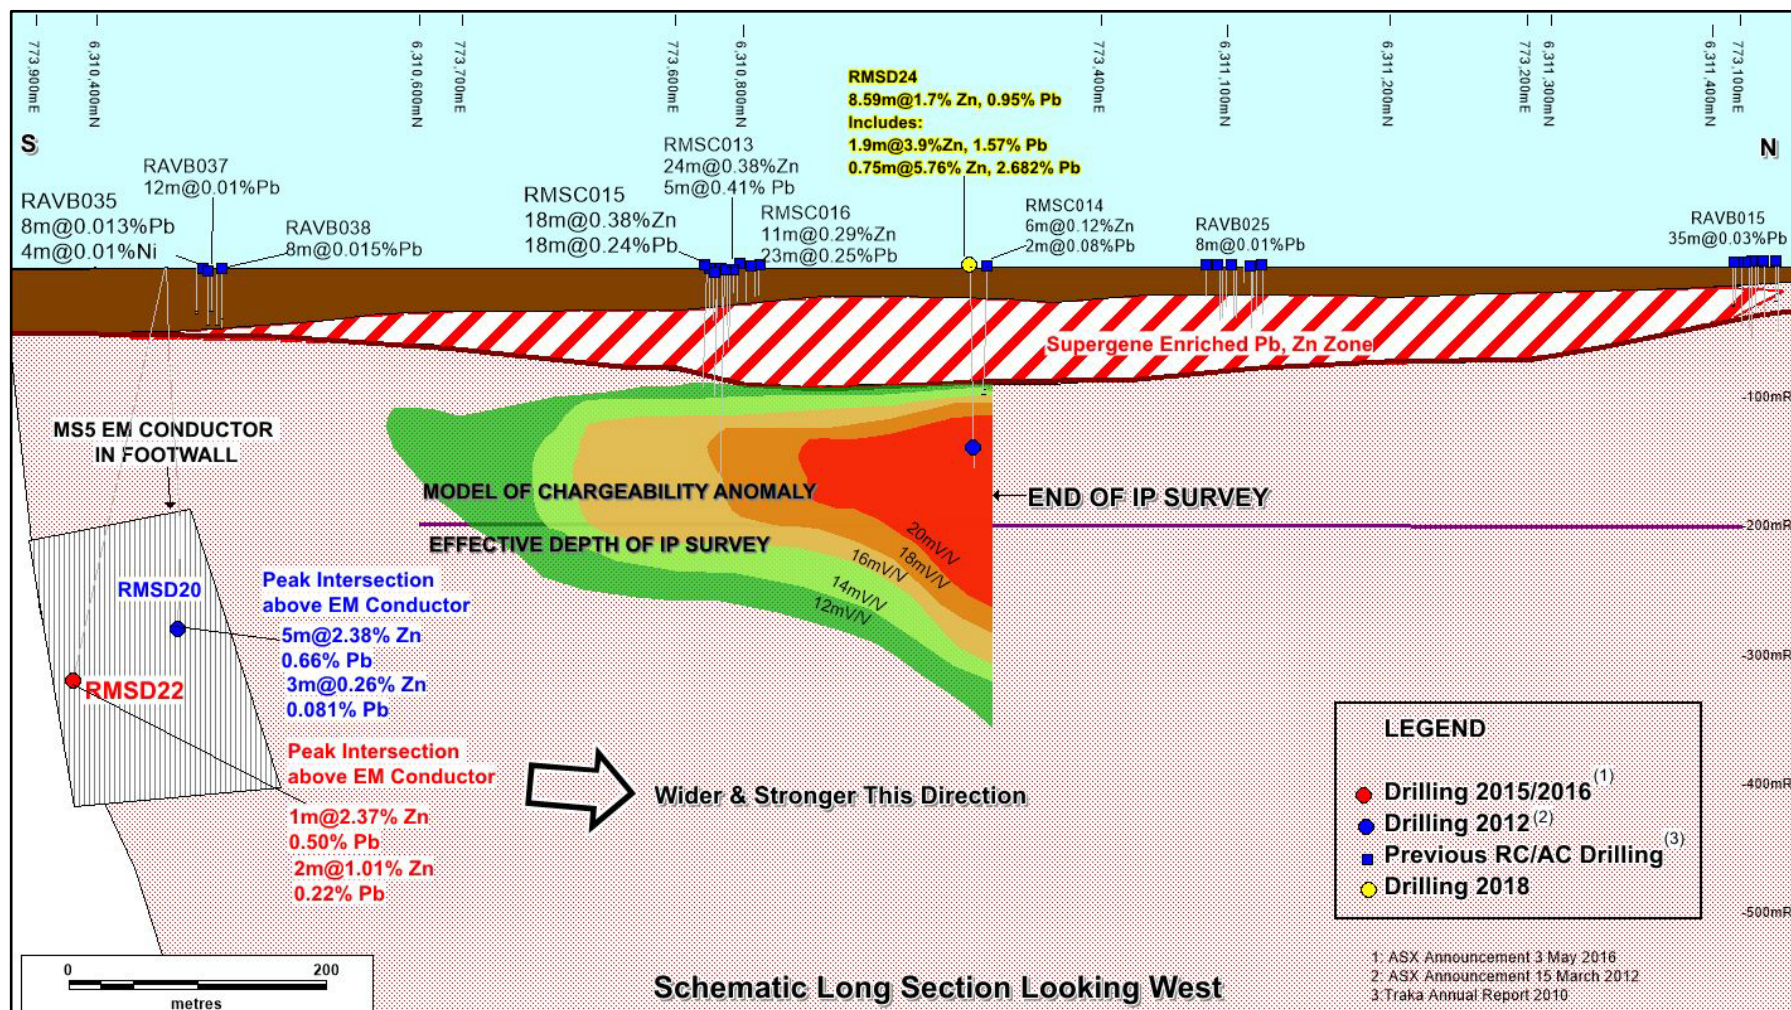 773,900mE
6,310,400mN
6,310,600mN
773,700mE
773,600mE
6,310,800mN
773,400mE
6,311,100mN
6,311,200mN
773,200mE
6,311,300mN
6,311,400mN
773,100mE
S
N
RMSD24
8.59m@1.7% Zn, 0.95% Pb
Includes:
1.9m@3.9%Zn, 1.57% Pb
0.75m@5.76% Zn, 2.682% Pb
RAVB037
12m@0.01%Pb
RAVB035
8m@0.013%Pb
4m@0.01%Ni
RAVB038
8m@0.015%Pb
RMSC013
24m@0.38%Zn
5m@0.41% Pb
RMSC015
18m@0.38%Zn
18m@0.24%Pb
RMSC016
11m@0.29%Zn
23m@0.25%Pb
RMSC014
6m@0.12%Zn
2m@0.08%Pb
RAVB025
8m@0.01%Pb
RAVB015
35m@0.03%Pb
Supergene Enriched Pb, Zn Zone
-100mR
MS5 EM CONDUCTOR
IN FOOTWALL
MODEL OF CHARGEABILITY ANOMALY
END OF IP SURVEY
-200mR
EFFECTIVE DEPTH OF IP SURVEY
20mV/V
18mV/V
16mV/V
14mV/V
12mV/V
RMSD20
Peak Intersection
above EM Conductor
5m@2.38% Zn
0.66% Pb
3m@0.26% Zn
0.081% Pb
-300mR
RMSD22
Peak Intersection
above EM Conductor
1m@2.37% Zn
0.50% Pb
2m@1.01% Zn
0.22% Pb
Wider & Stronger This Direction
-400mR
-500mR
LEGEND
Drilling 2015/2016 (1)
Drilling 2012 (2)
Previous RC/AC Drilling (3)
Drilling 2018
0 200
metres
Schematic Long Section Looking West
1: ASX Announcement 3 May 2016
2: ASX Announcement 15 March 2012
3:Traka Annual Report 2010